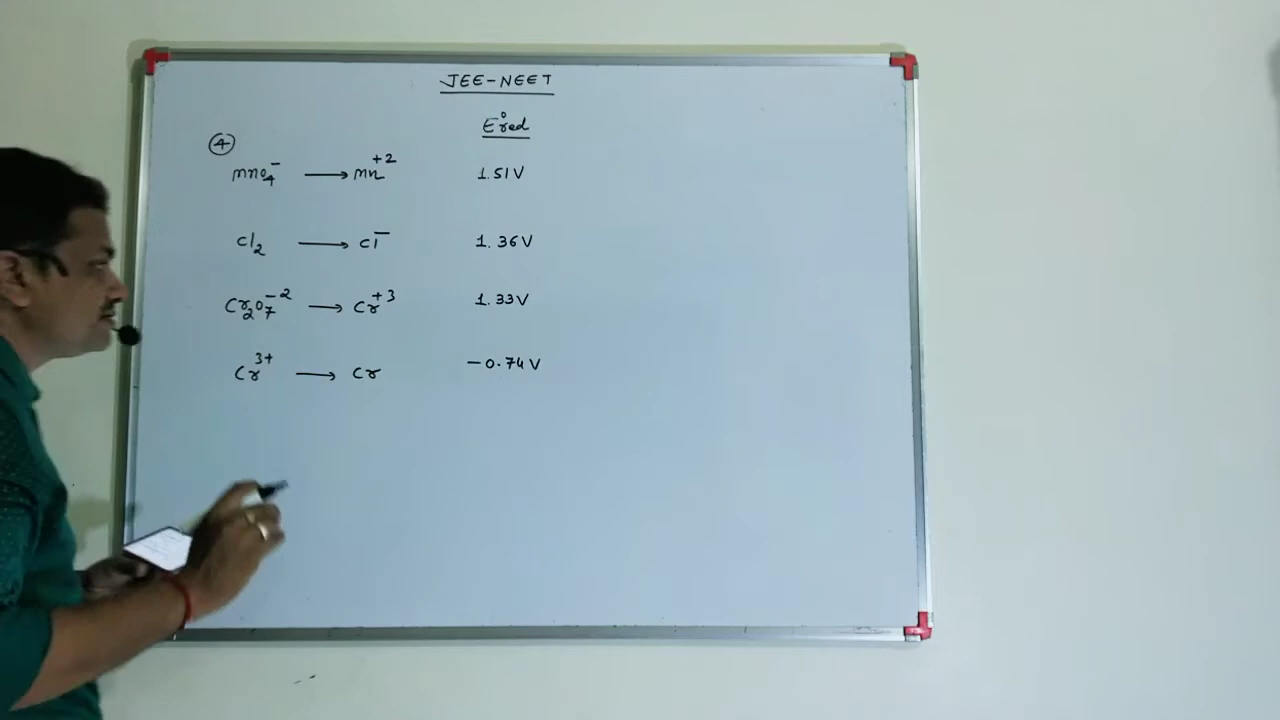 JEE-NEET
E°red
④
MnO₄⁻ ⟶ Mn⁺² 1.51V
Cl₂ ⟶ Cl⁻ 1.36V
Cr₂O₇⁻² ⟶ Cr⁺³ 1.33V
Cr³⁺ ⟶ Cr -0.74V